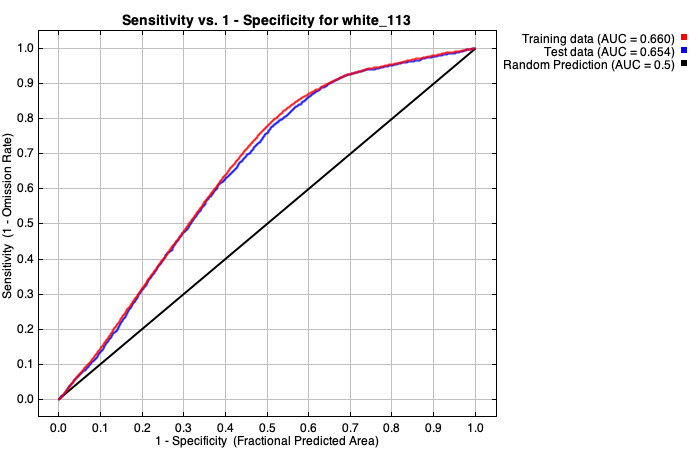 Sensitivity vs. 1 - Specificity for white_113
Training data (AUC = 0.660)
Test data (AUC = 0.654)
Random Prediction (AUC = 0.5)
Sensitivity (1 - Omission Rate)
1.0
0.9
0.8
0.7
0.6
0.5
0.4
0.3
0.2
0.1
0.0
0.0 0.1 0.2 0.3 0.4 0.5 0.6 0.7 0.8 0.9 1.0
1 - Specificity (Fractional Predicted Area)